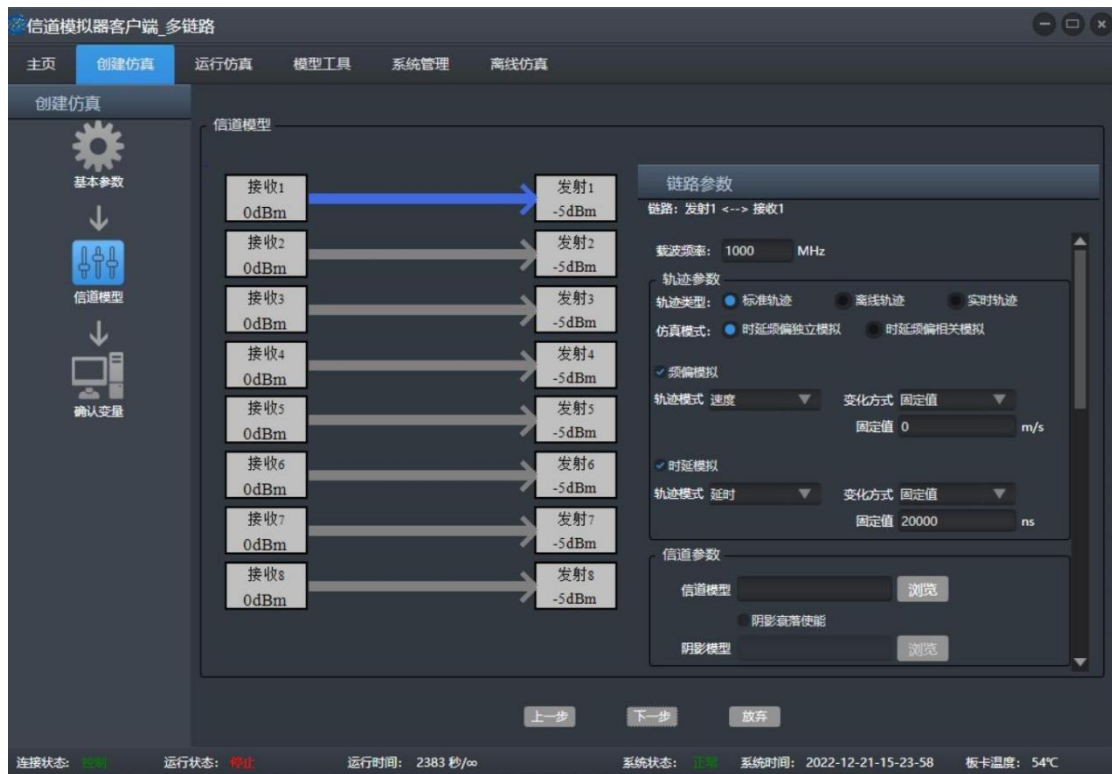 信道模拟器客户端_多链路
主页 创建仿真 运行仿真 模型工具 系统管理 离线仿真
创建仿真
基本参数
信道模型
确认变量
信道模型
接收1
0dBm
发射1
-5dBm
接收2
0dBm
发射2
-5dBm
接收3
0dBm
发射3
-5dBm
接收4
0dBm
发射4
-5dBm
接收5
0dBm
发射5
-5dBm
接收6
0dBm
发射6
-5dBm
接收7
0dBm
发射7
-5dBm
接收8
0dBm
发射8
-5dBm
链路参数
链路: 发射1 <--> 接收1
载波频率: 1000 MHz
轨迹参数
轨迹类型: 标准轨迹 离线轨迹 实时轨迹
仿真模式: 时延频偏独立模拟 时延频偏相关模拟
频偏模拟
轨迹模式 速度 变化方式 固定值
固定值 0 m/s
时延模拟
轨迹模式 延时 变化方式 固定值
固定值 20000 ns
信道参数
信道模型 浏览
阴影衰落使能
阴影模型 浏览
上一步 下一步 放弃
连接状态: 控制 运行状态: 停止 运行时间: 2383 秒/∞ 系统状态: 正常 系统时间: 2022-12-21-15-23-58 板卡温度: 54℃